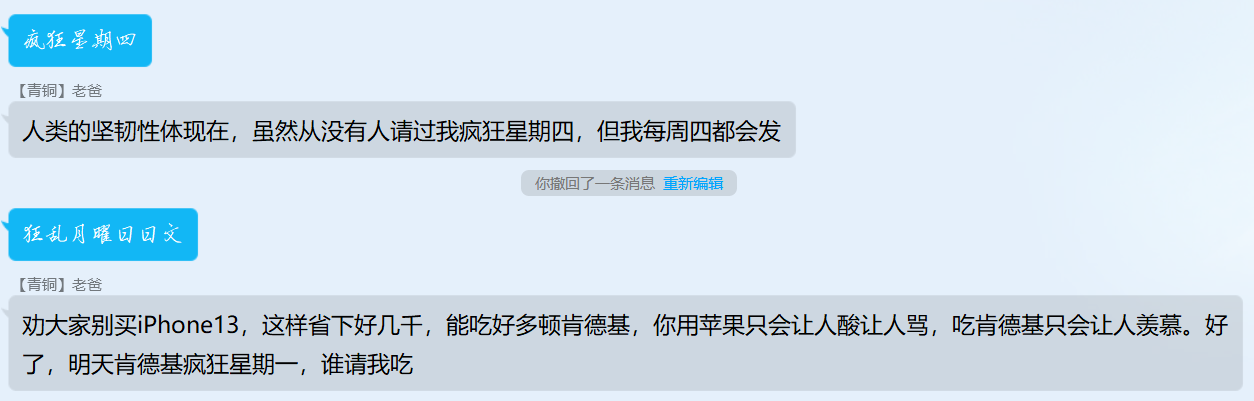 疯狂星期四
【青铜】老爸
人类的坚韧性体现在，虽然从没有人请过我疯狂星期四，但我每周四都会发
你撤回了一条消息 重新编辑
狂乱月曜日日文
【青铜】老爸
劝大家别买iPhone13，这样省下好几千，能吃好多顿肯德基，你用苹果只会让人酸让人骂，吃肯德基只会让人羡慕。好
了，明天肯德基疯狂星期一，谁请我吃